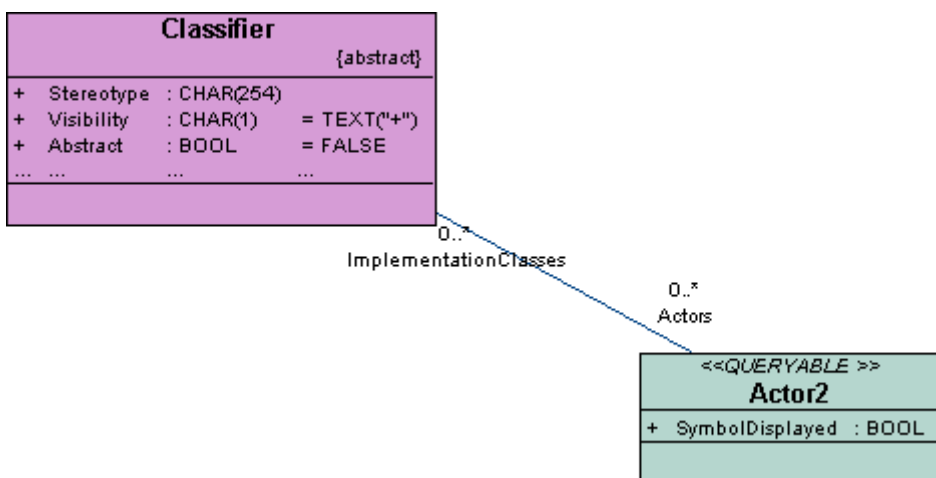 Classifier
{abstract}
+ Stereotype : CHAR(254)
+ Visibility : CHAR(1) = TEXT("+")
+ Abstract : BOOL = FALSE
... ... ... ...
0..*
ImplementationClasses
0..*
Actors
<<QUERYABLE >>
Actor2
+ SymbolDisplayed : BOOL